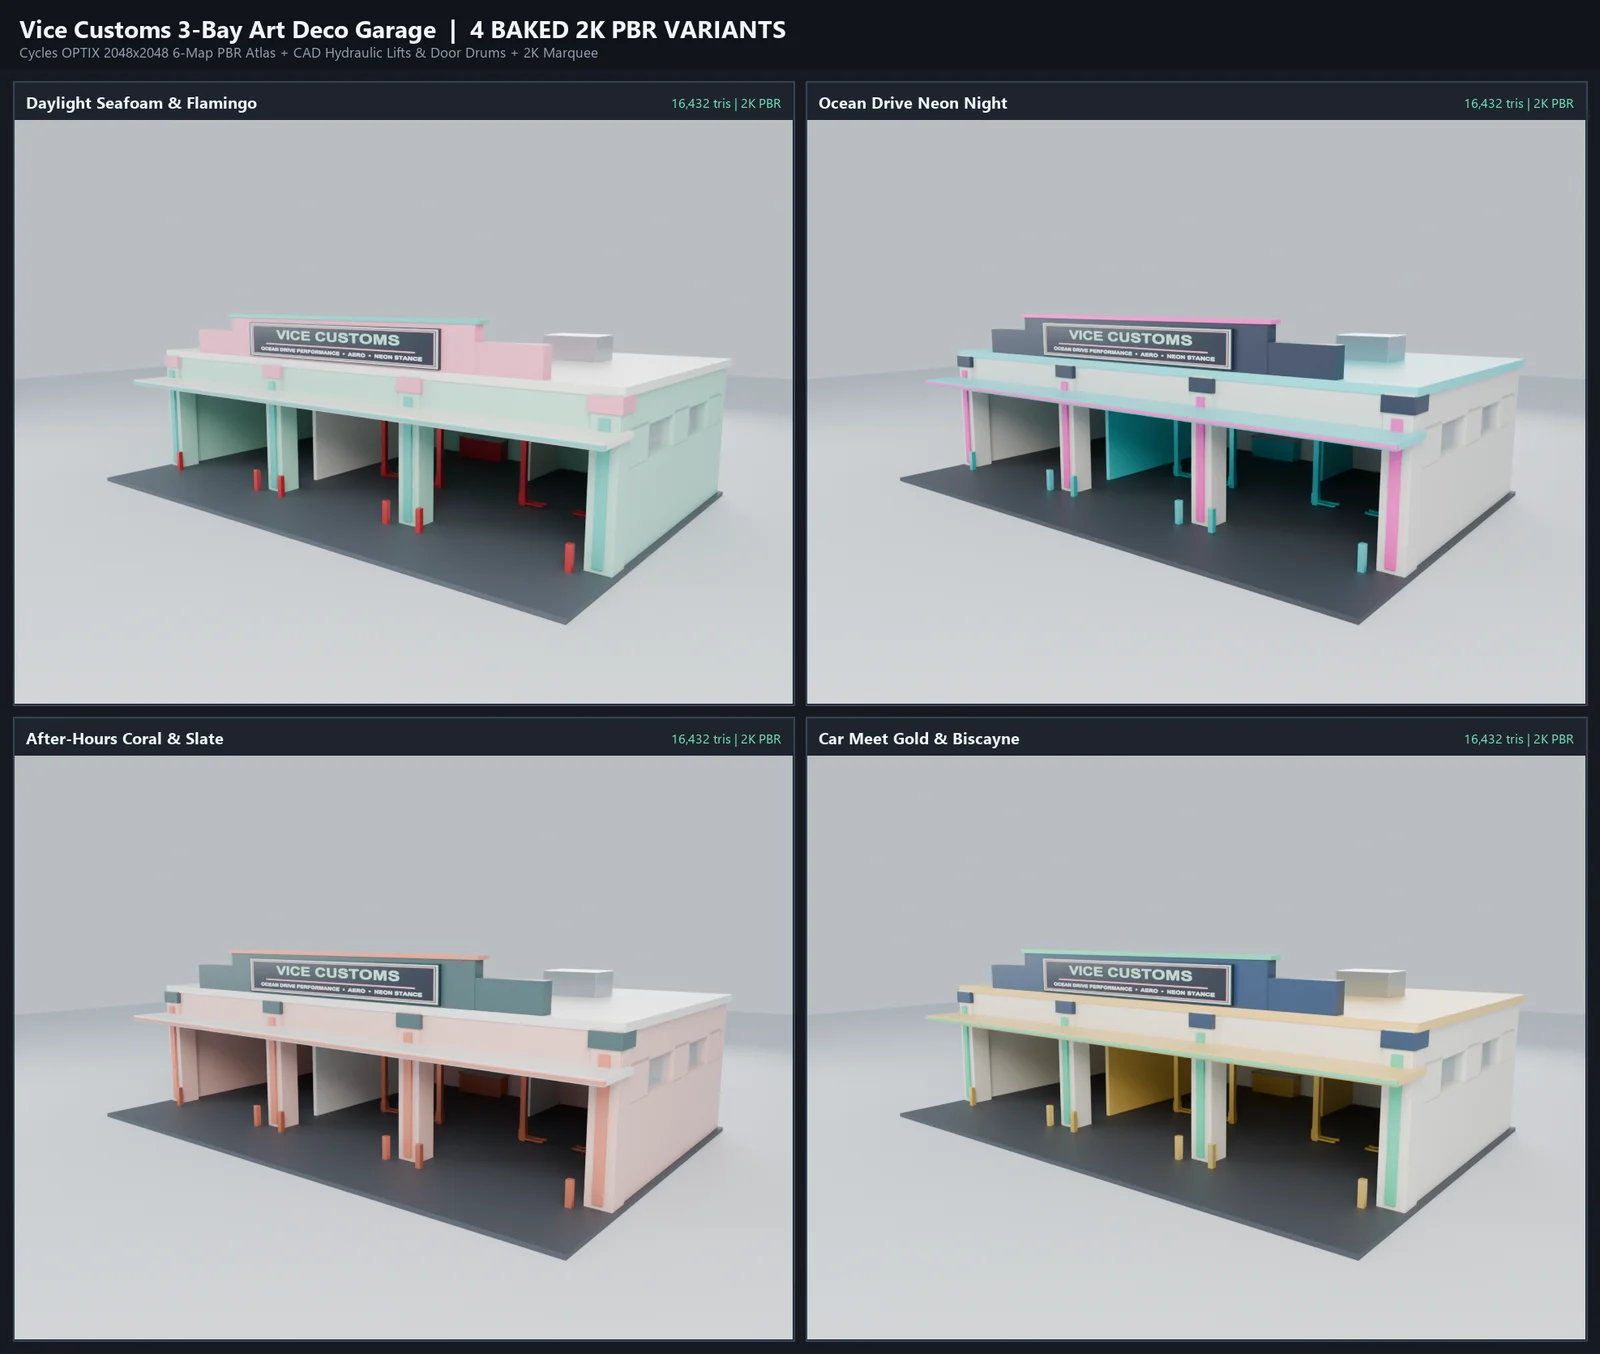 Vice Customs 3-Bay Art Deco Garage | 4 BAKED 2K PBR VARIANTS
Cycles OPTIX 2048x2048 6-Map PBR Atlas + CAD Hydraulic Lifts & Door Drums + 2K Marquee
Daylight Seafoam & Flamingo
16,432 tris | 2K PBR
VICE CUSTOMS
OCEAN DRIVE PERFORMANCE • AERO • NEON STANCE
Ocean Drive Neon Night
16,432 tris | 2K PBR
VICE CUSTOMS
OCEAN DRIVE PERFORMANCE • AERO • NEON STANCE
After-Hours Coral & Slate
16,432 tris | 2K PBR
VICE CUSTOMS
OCEAN DRIVE PERFORMANCE • AERO • NEON STANCE
Car Meet Gold & Biscayne
16,432 tris | 2K PBR
VICE CUSTOMS
OCEAN DRIVE PERFORMANCE • AERO • NEON STANCE